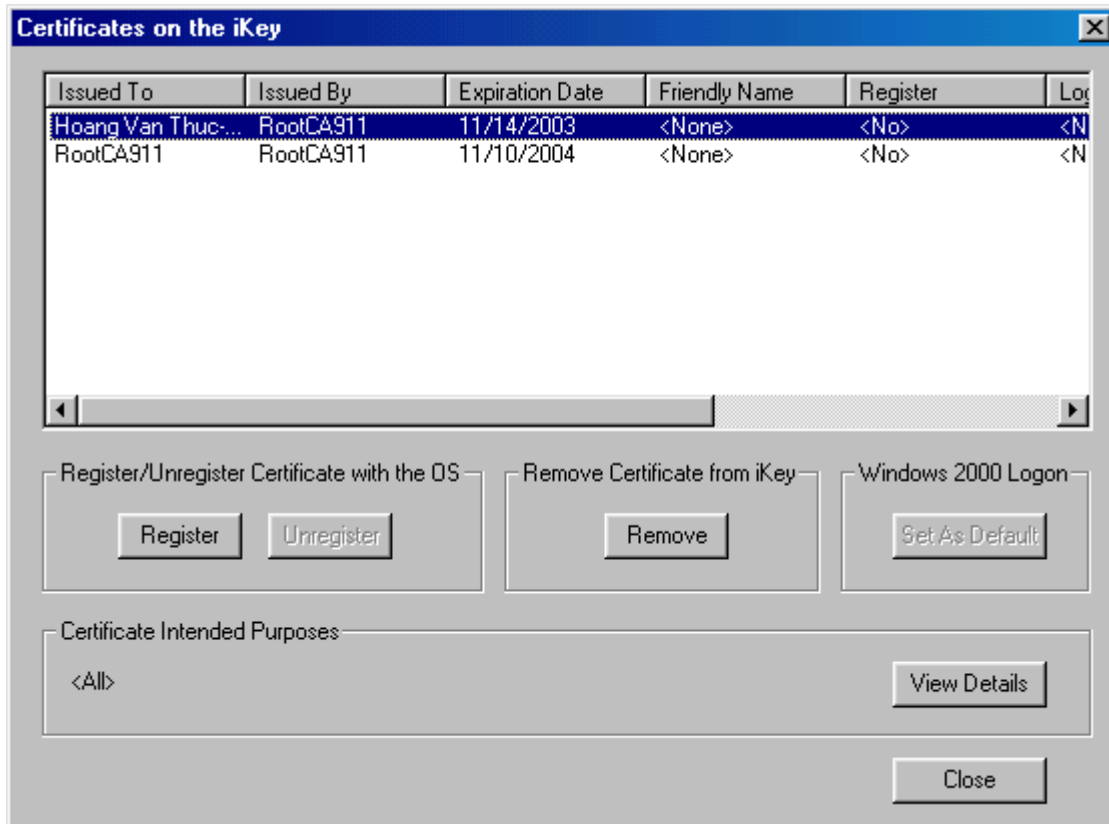 Certificates on the iKey
Issued To Issued By Expiration Date Friendly Name Register Log
Hoang Van Thuc-... RootCA911 11/14/2003 <None> <No> <N
RootCA911 RootCA911 11/10/2004 <None> <No> <N
Register/Unregister Certificate with the OS Remove Certificate from iKey Windows 2000 Logon
Register Unregister Remove Set As Default
Certificate Intended Purposes
<All> View Details
Close